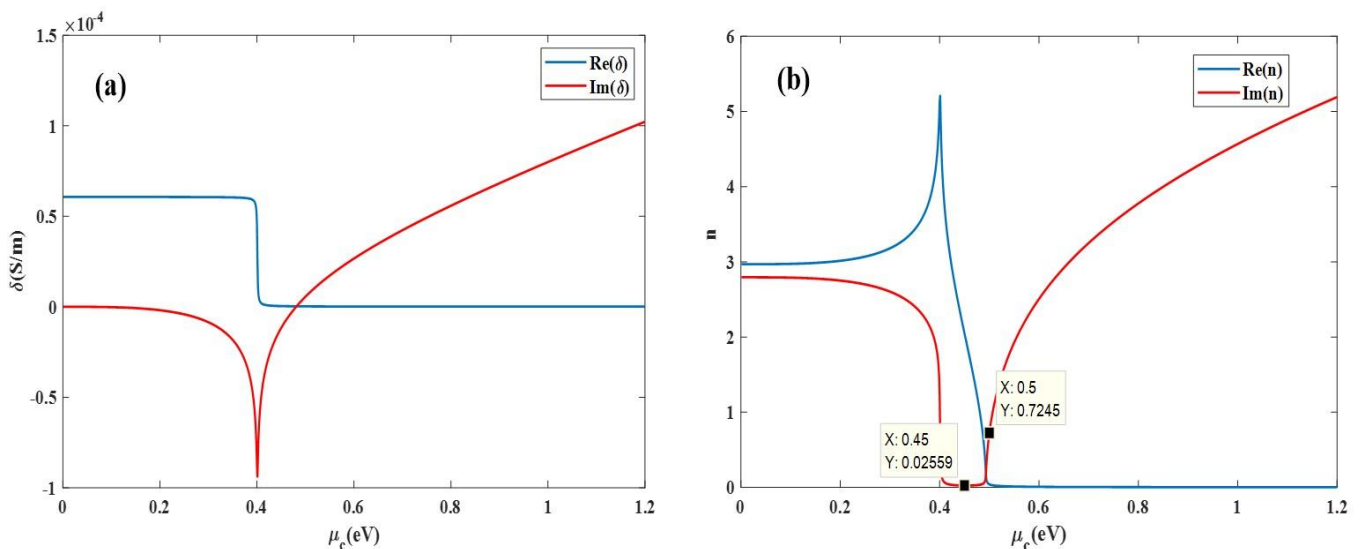 ×10⁻⁴
1.5
1
0.5
0
-0.5
-1
0
0.2
0.4
0.6
0.8
1
1.2
δ(S/m)
μc(eV)
(a)
Re(δ)
Im(δ)
6
5
4
3
2
1
0
0
0.2
0.4
0.6
0.8
1
1.2
n
μc(eV)
(b)
Re(n)
Im(n)
X: 0.5
Y: 0.7245
X: 0.45
Y: 0.02559